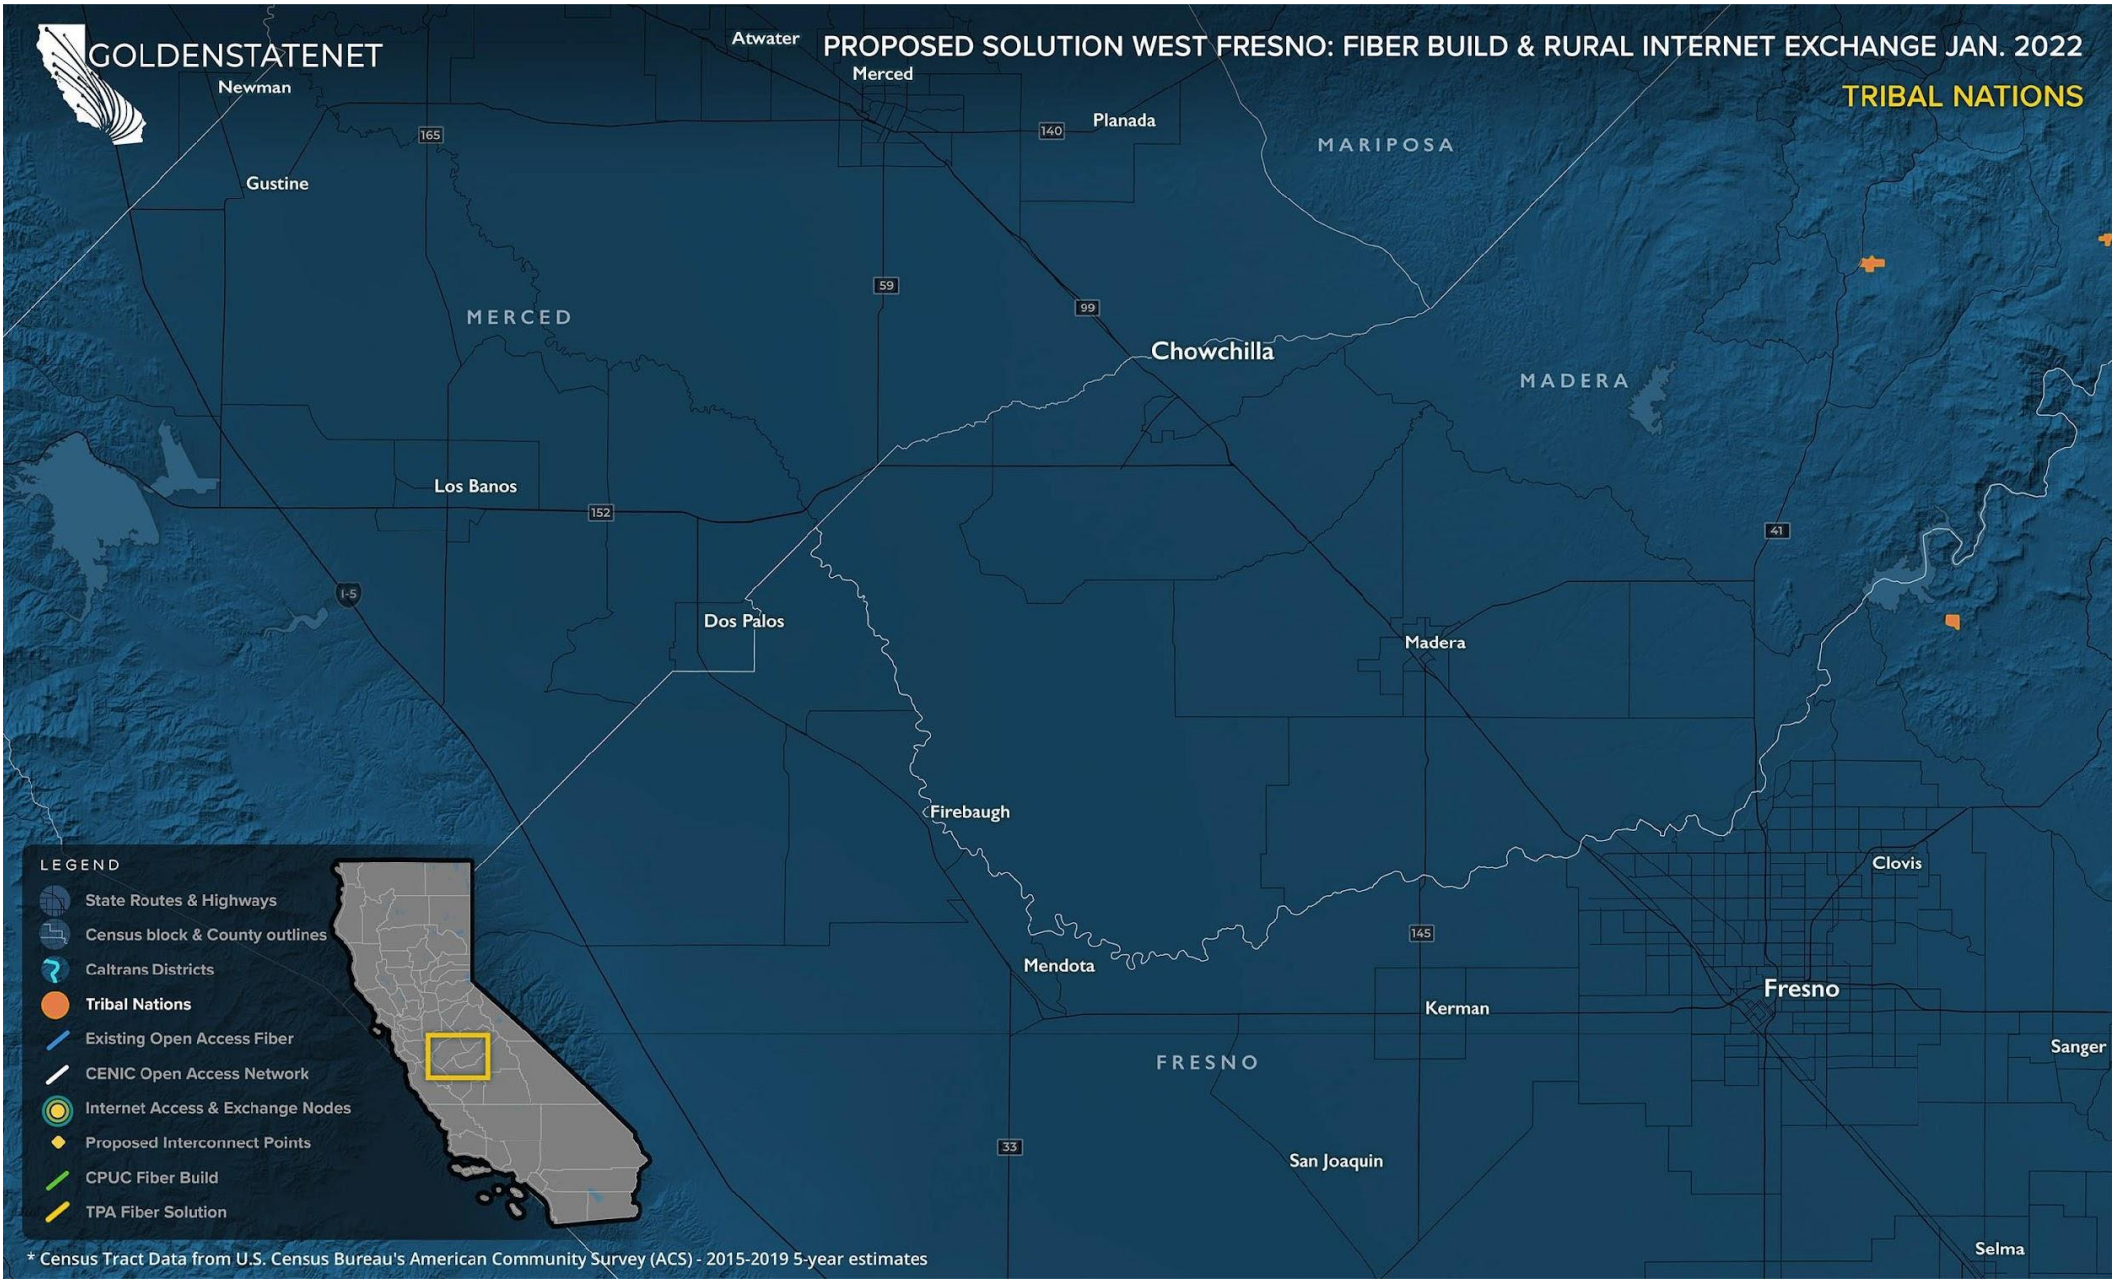 GOLDENSTATENET
PROPOSED SOLUTION WEST FRESNO: FIBER BUILD & RURAL INTERNET EXCHANGE JAN. 2022
TRIBAL NATIONS
Atwater
Merced
Newman
Planada
140
165
MARIPOSA
Gustine
59
99
MERCED
Chowchilla
MADERA
Los Banos
152
41
I-5
Dos Palos
Madera
Firebaugh
Clovis
145
Mendota
Fresno
Kerman
Sanger
FRESNO
33
San Joaquin
Selma
LEGEND
State Routes & Highways
Census block & County outlines
Caltrans Districts
Tribal Nations
Existing Open Access Fiber
CENIC Open Access Network
Internet Access & Exchange Nodes
Proposed Interconnect Points
CPUC Fiber Build
TPA Fiber Solution
* Census Tract Data from U.S. Census Bureau's American Community Survey (ACS) - 2015-2019 5-year estimates